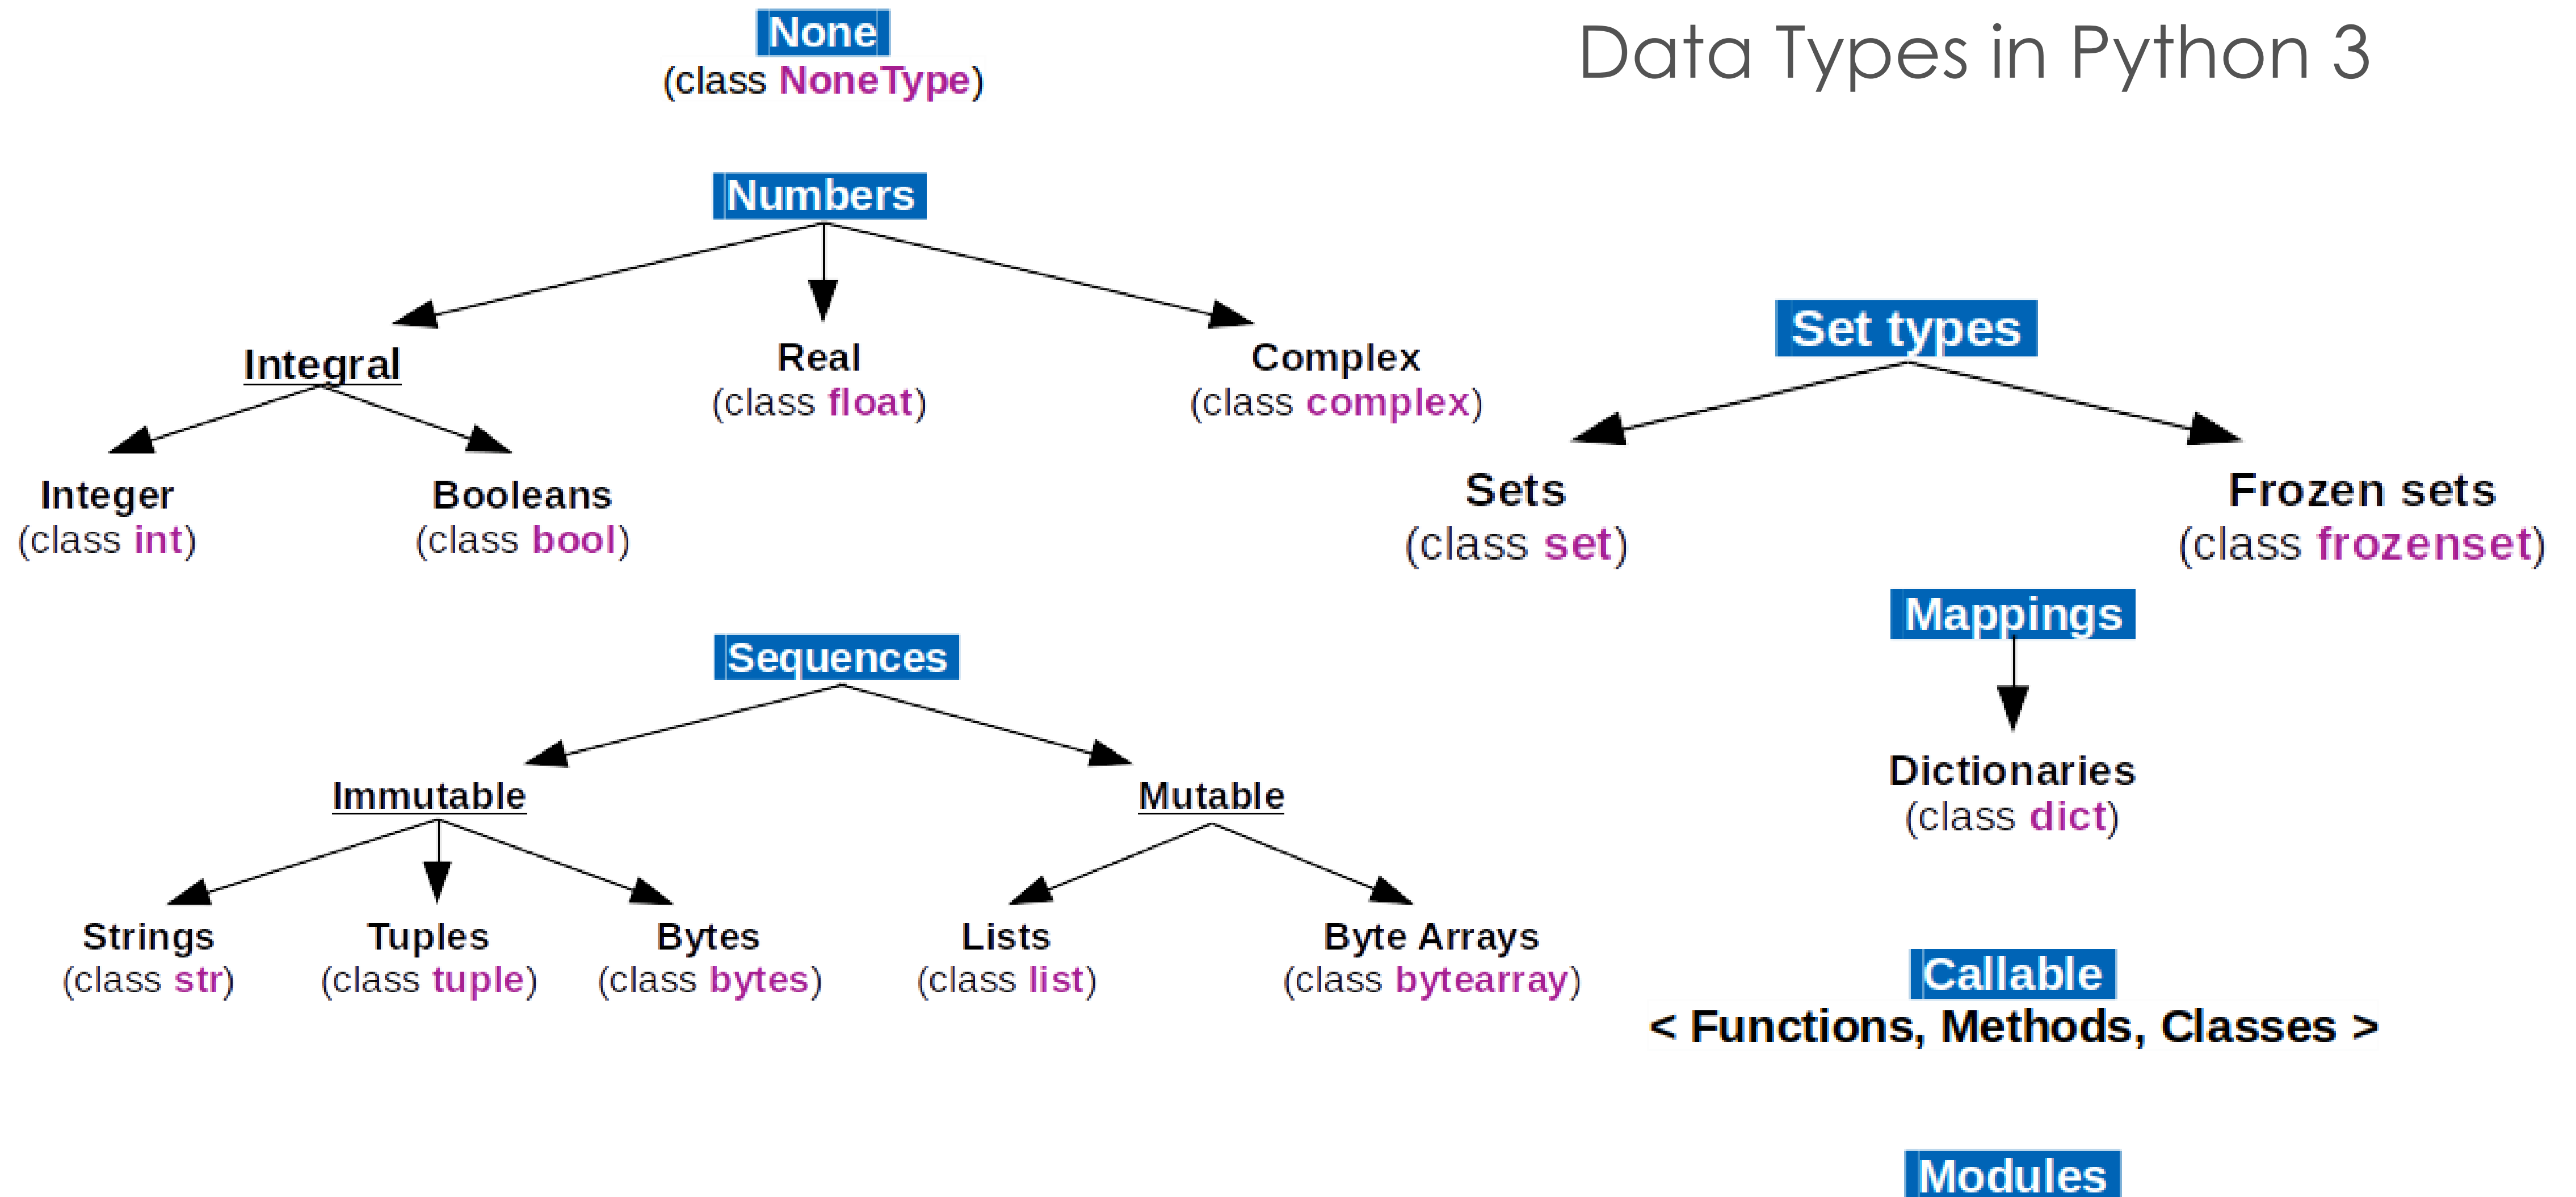 Data Types in Python 3
None
(class NoneType)
Numbers
Integral
Real
(class float)
Complex
(class complex)
Integer
(class int)
Booleans
(class bool)
Set types
Sets
(class set)
Frozen sets
(class frozenset)
Mappings
Dictionaries
(class dict)
Sequences
Immutable
Mutable
Strings
(class str)
Tuples
(class tuple)
Bytes
(class bytes)
Lists
(class list)
Byte Arrays
(class bytearray)
Callable
< Functions, Methods, Classes >
Modules